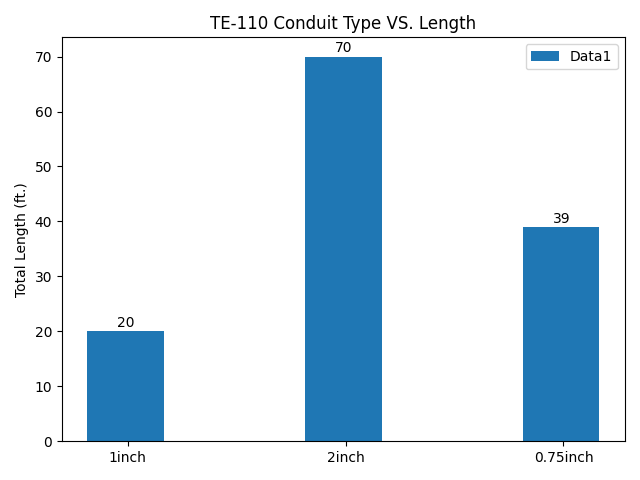 TE-110 Conduit Type VS. Length
Data1
Total Length (ft.)
70
60
50
40
30
20
10
0
20
70
39
1inch
2inch
0.75inch